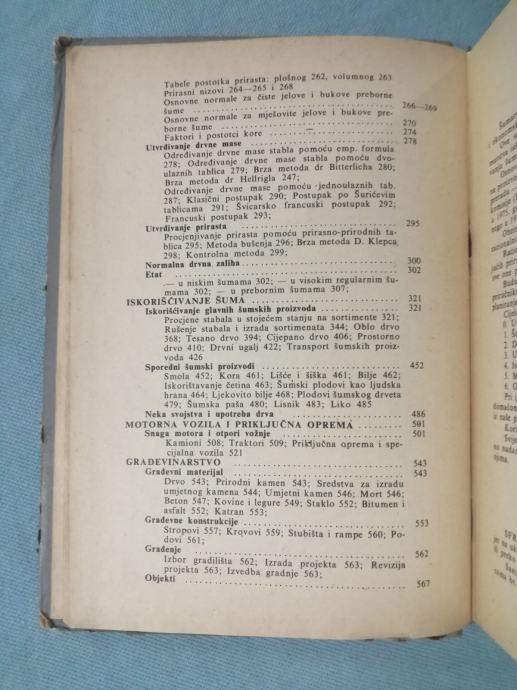 Tabele postotka prirasta: plošnog 262, volumnog 263
Prirasni nizovi 264—265 i 268
Osnovne normale za čiste jelove i bukove preborne
šume 266—269
Osnovne normale za mješovite jelove i bukove pre-
borne šume 270
Faktori i postotci kore 274
Utvrđivanje drvne mase 278
Određivanje drvne mase stabla pomoću emp. formula
278; Određivanje drvne mase stabla pomoću dvo-
ulaznih tablica 279; Brza metoda dr Bitterlicha 280;
Brza metoda dr Hellrigla 247;
Određivanje drvne mase pomoću jednoulaznih tab.
287; Klasični postupak 290; Postupak po Šurićevim
tablicama 291; Švicarsko francuski postupak 292;
Francuski postupak 293;
Utvrđivanje prirasta 295
Procjenjivanje prirasta pomoću prirasno-prirodnih ta-
blica 295; Metoda bušenja 296; Brza metoda D. Klepca
298; Kontrolna metoda 299;
Normalna drvna zaliha 300
Etat 302
— u niskim šumama 302; — u visokim regularnim šu-
mama 302; — u prebornim šumama 307;
ISKORIŠĆIVANJE ŠUMA 321
Iskorišćivanje glavnih šumskih proizvoda 321
Procjene stabala u stojećem stanju na sortimente 321;
Rušenje stabala i izrada sortimenata 344; Oblo drvo
368; Tesano drvo 394; Cijepano drvo 406; Prostorno
drvo 410; Drvni ugalj 422; Transport šumskih proiz-
voda 426
Sporedni šumski proizvodi 452
Smola 452; Kora 461; Lišće i šiška 461; Bilje 462;
Iskorištavanje četina 463; Šumski plodovi kao ljudska
hrana 464; Ljekovito bilje 468; Plodovi šumskog drveta
479; Šumska paša 480; Lisnik 483; Liko 485
Neka svojstva i upotreba drva 486
MOTORNA VOZILA I PRIKLJUČNA OPREMA 501
Snaga motora i otpori vožnje 501
Kamioni 508; Traktori 509; Priključna oprema i spe-
cijalna vozila 521
GRAĐEVINARSTVO 543
Građevni materijal 543
Drvo 543; Prirodni kamen 543; Sredstva za izradu
umjetnog kamena 544; Umjetni kamen 546; Mort 546;
Beton 547; Kovine i legure 549; Staklo 552; Bitumen i
asfalt 552; Katran 553;
Građevne konstrukcije 553
Stropovi 557; Krovovi 559; Stubišta i rampe 560; Po-
dovi 561;
Građenje 562
Izbor gradilišta 562; Izrada projekta 563; Revizija
projekta 563; Izvedba gradnje 563;
Objekti 567